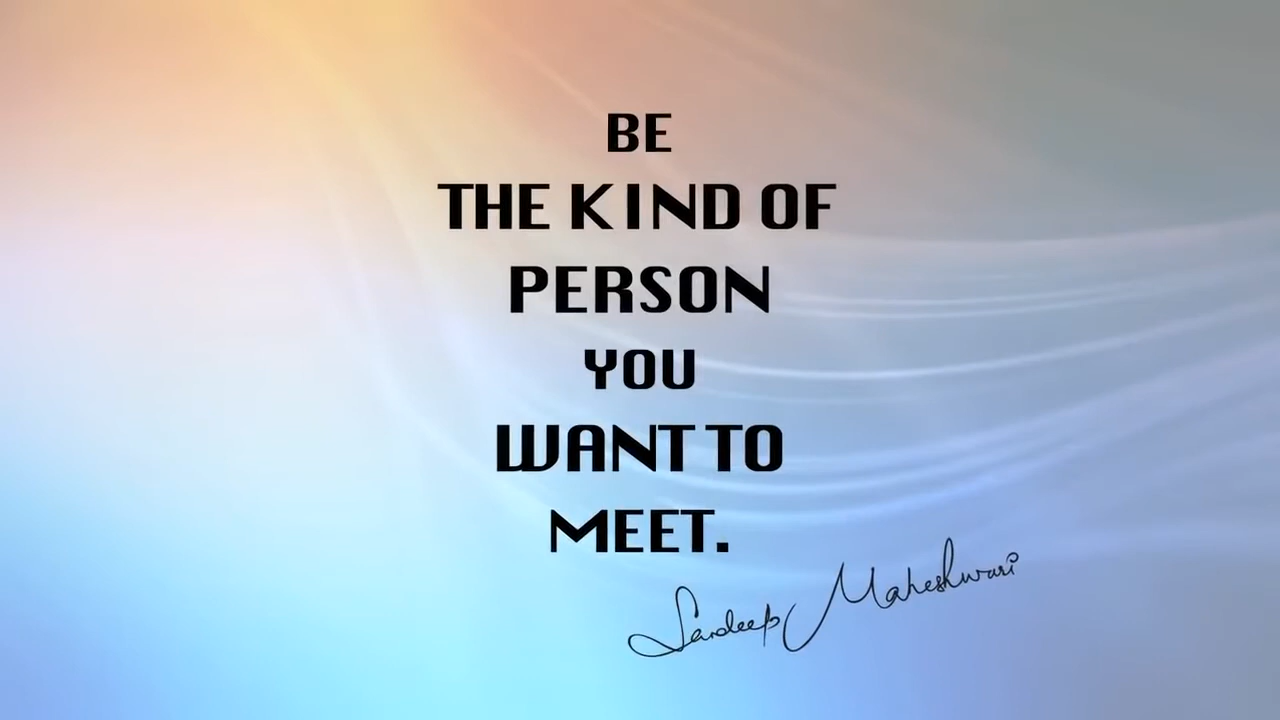 BE
THE KIND OF
PERSON
YOU
WANT TO
MEET.
Sandeep Maheshwari